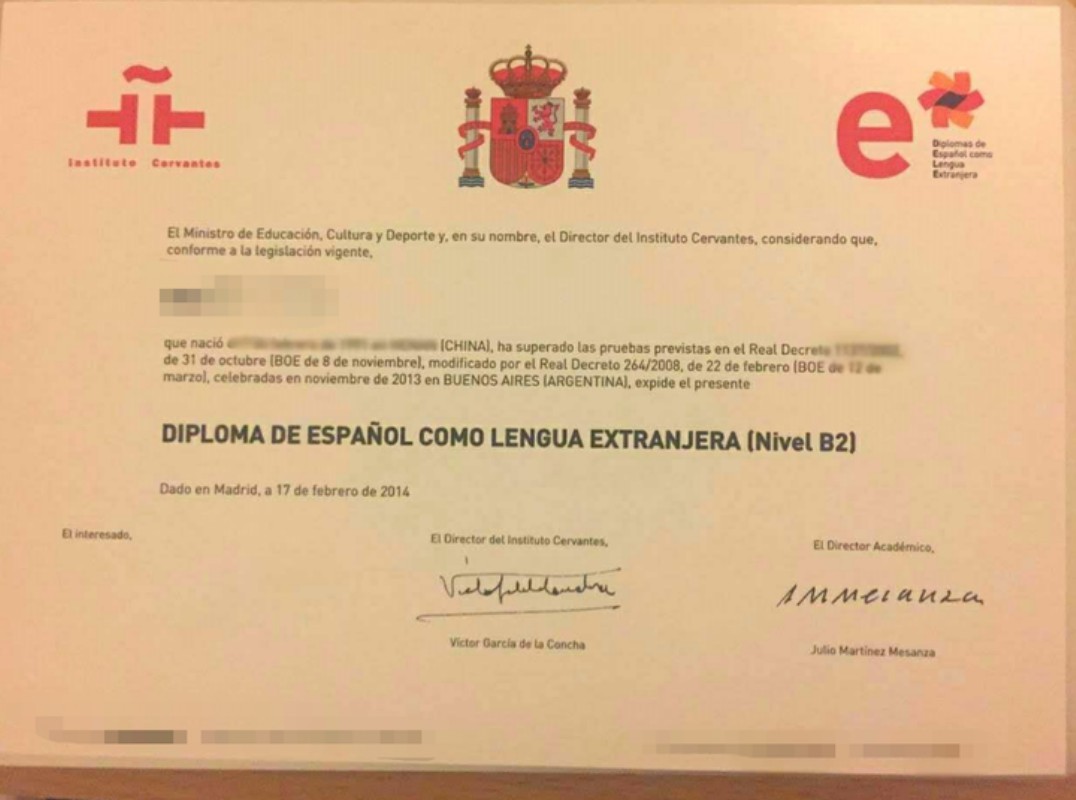 Instituto Cervantes
e
Diplomas de
Español como
Lengua
Extranjera
El Ministro de Educación, Cultura y Deporte y, en su nombre, el Director del Instituto Cervantes, considerando que,
conforme a la legislación vigente,
que nació (CHINA), ha superado las pruebas previstas en el Real Decreto
de 31 de octubre (BOE de 8 de noviembre), modificado por el Real Decreto 264/2008, de 22 de febrero (BOE de 12 de
marzo), celebradas en noviembre de 2013 en BUENOS AIRES (ARGENTINA), expide el presente
DIPLOMA DE ESPAÑOL COMO LENGUA EXTRANJERA (Nivel B2)
Dado en Madrid, a 17 de febrero de 2014
El interesado,
El Director del Instituto Cervantes,
El Director Académico,
Víctor García de la Concha
Julio Martínez Mesanza